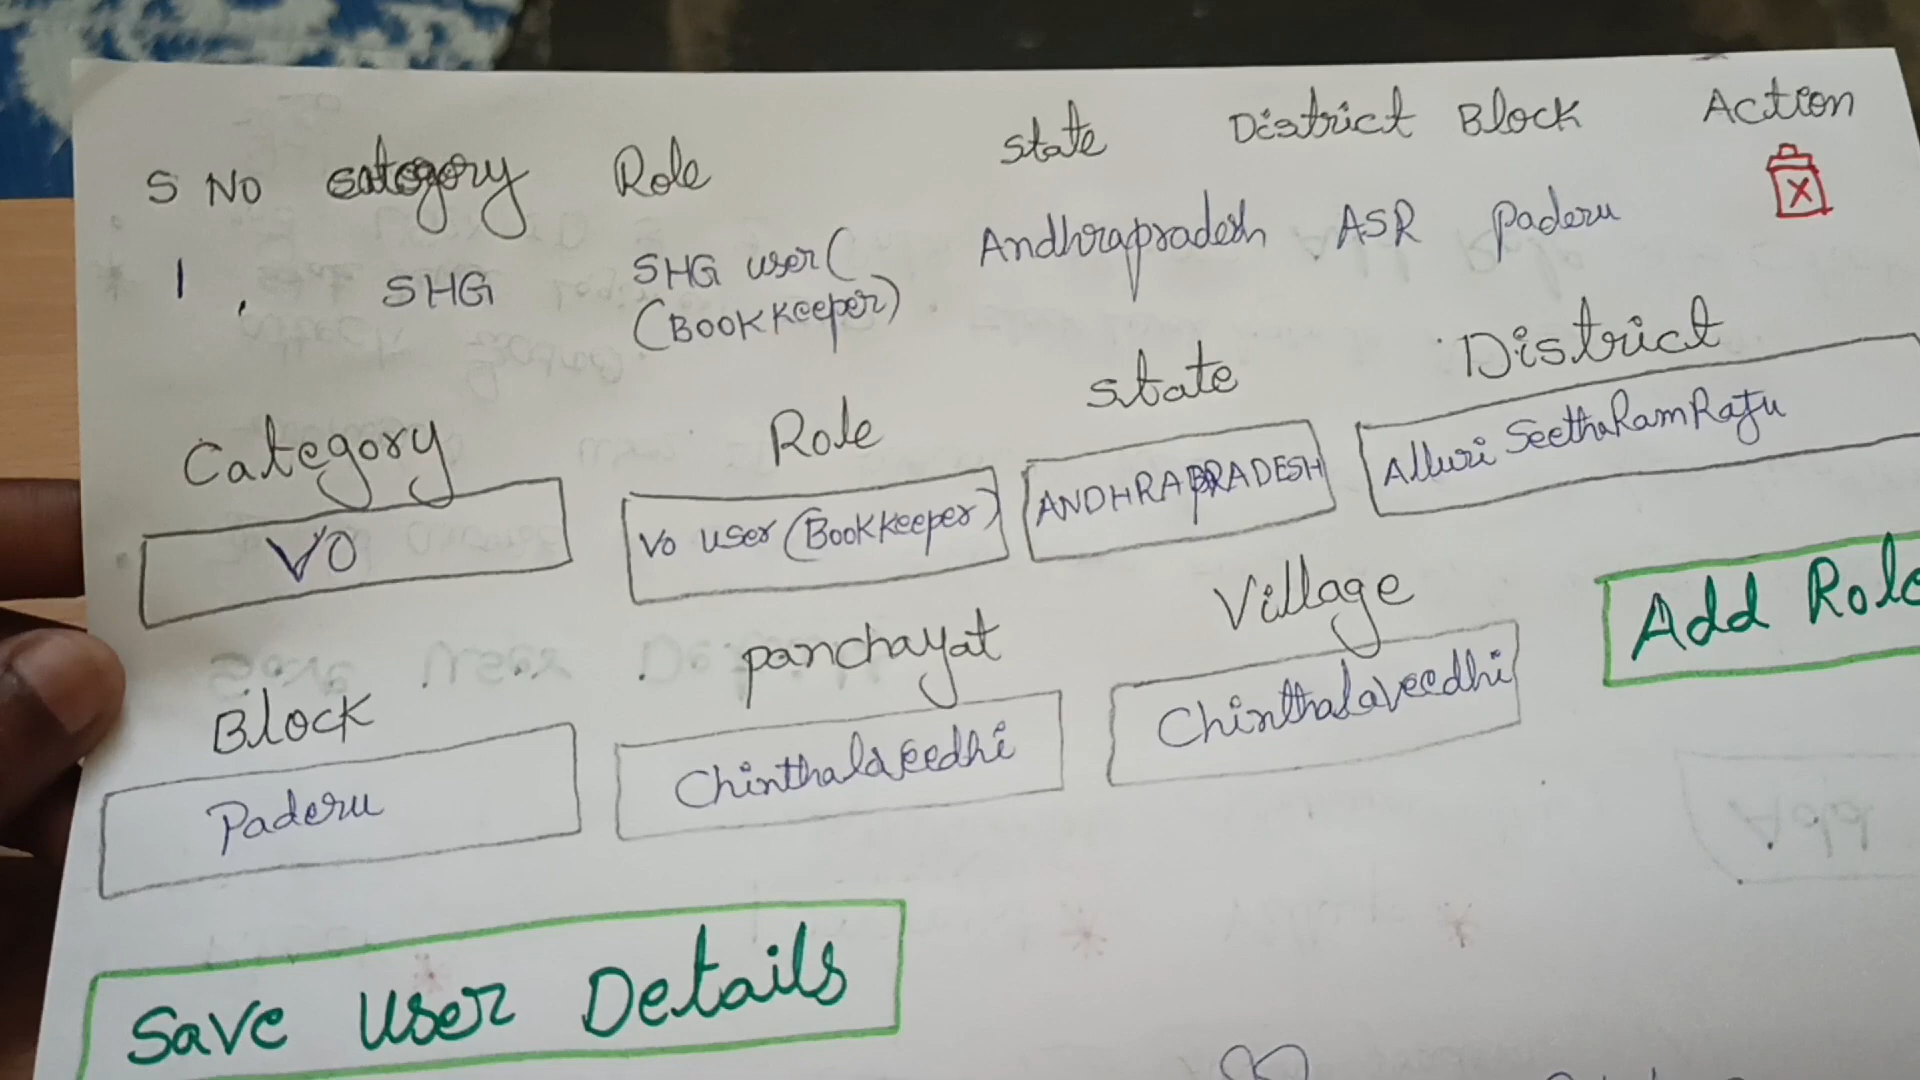 S No category Role State District Block Action
1, SHG SHG user( Andhrapradesh ASR Paderu
(Bookkeeper)
Category Role State District
VO VO user (Bookkeeper) ANDHRAPRADESH Alluri SeethaRamRaju
Block panchayat Village Add Role
Paderu Chinthalaveedhi Chinthalaveedhi
Save User Details